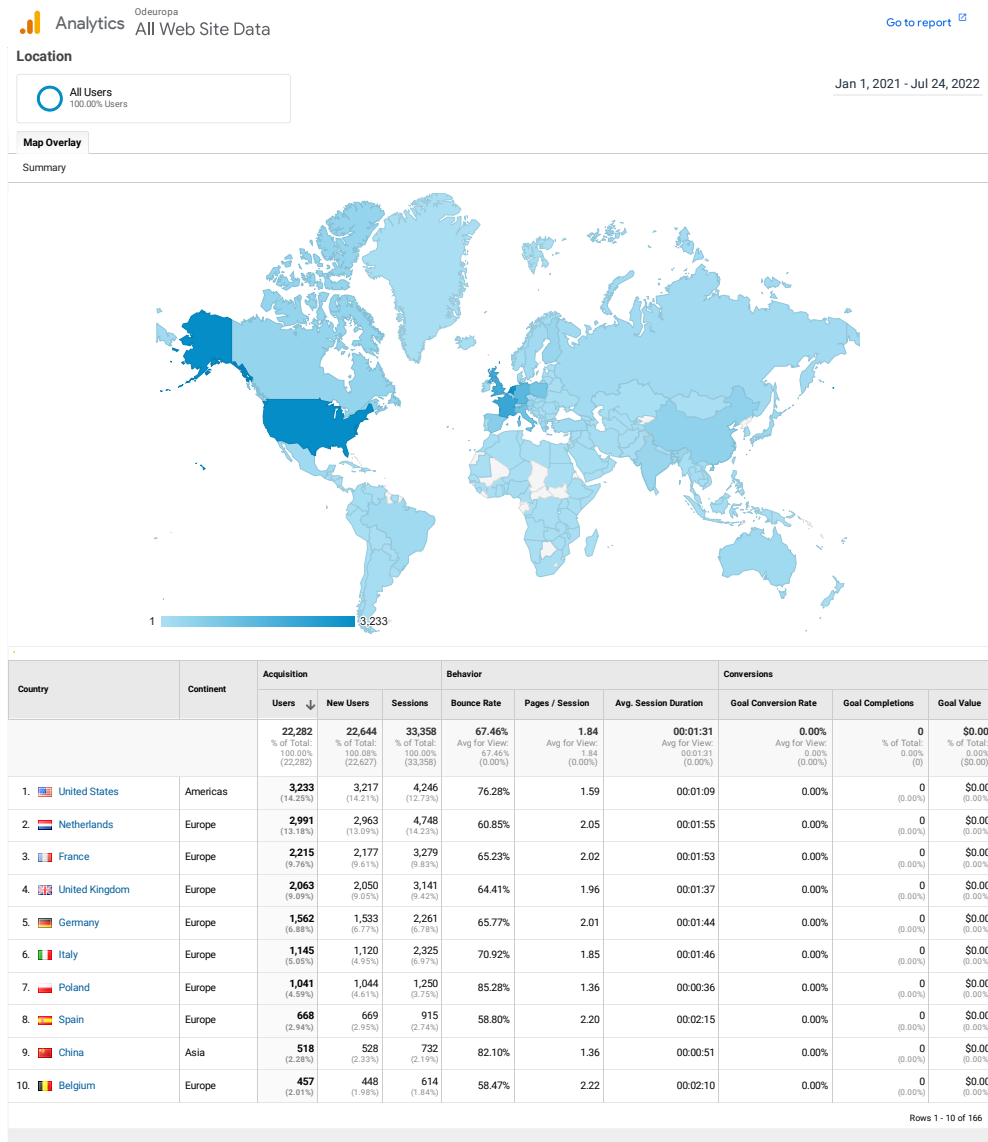 Analytics
Odeuropa
All Web Site Data
Go to report
Location
All Users
100.00% Users
Jan 1, 2021 - Jul 24, 2022
Map Overlay
Summary
1 3,233
Country Continent Acquisition Behavior Conversions
Users New Users Sessions Bounce Rate Pages / Session Avg. Session Duration Goal Conversion Rate Goal Completions Goal Value
22,282 22,644 33,358 67.46% 1.84 00:01:31 0.00% 0 $0.00
% of Total: % of Total: % of Total: Avg for View: Avg for View: Avg for View: Avg for View: % of Total: % of Total:
100.00% 100.08% 100.00% 67.46% 1.84 00:01:31 0.00% 0.00% 0.00%
(22,282) (22,627) (33,358) (0.00%) (0.00%) (0.00%) (0.00%) (0) ($0.00)
1. United States Americas 3,233 3,217 4,246 76.28% 1.59 00:01:09 0.00% 0 $0.00
(14.25%) (14.21%) (12.73%) (0.00%) (0.00%
2. Netherlands Europe 2,991 2,963 4,748 60.85% 2.05 00:01:55 0.00% 0 $0.00
(13.18%) (13.09%) (14.23%) (0.00%) (0.00%
3. France Europe 2,215 2,177 3,279 65.23% 2.02 00:01:53 0.00% 0 $0.00
(9.76%) (9.61%) (9.83%) (0.00%) (0.00%
4. United Kingdom Europe 2,063 2,050 3,141 64.41% 1.96 00:01:37 0.00% 0 $0.00
(9.09%) (9.05%) (9.42%) (0.00%) (0.00%
5. Germany Europe 1,562 1,533 2,261 65.77% 2.01 00:01:44 0.00% 0 $0.00
(6.88%) (6.77%) (6.78%) (0.00%) (0.00%
6. Italy Europe 1,145 1,120 2,325 70.92% 1.85 00:01:46 0.00% 0 $0.00
(5.05%) (4.95%) (6.97%) (0.00%) (0.00%
7. Poland Europe 1,041 1,044 1,250 85.28% 1.36 00:00:36 0.00% 0 $0.00
(4.59%) (4.61%) (3.75%) (0.00%) (0.00%
8. Spain Europe 668 669 915 58.80% 2.20 00:02:15 0.00% 0 $0.00
(2.94%) (2.95%) (2.74%) (0.00%) (0.00%
9. China Asia 518 528 732 82.10% 1.36 00:00:51 0.00% 0 $0.00
(2.28%) (2.33%) (2.19%) (0.00%) (0.00%
10. Belgium Europe 457 448 614 58.47% 2.22 00:02:10 0.00% 0 $0.00
(2.01%) (1.98%) (1.84%) (0.00%) (0.00%
Rows 1 - 10 of 166